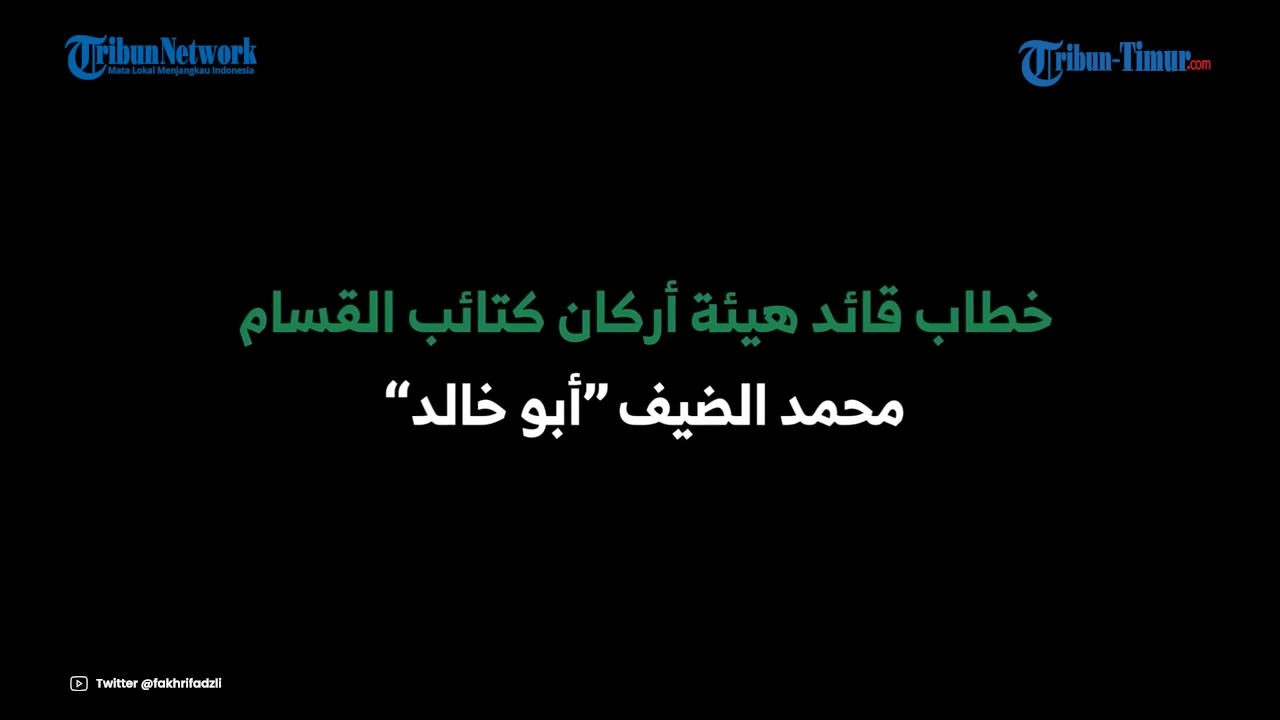 TribunNetwork
Mata Lokal Menjangkau Indonesia
Tribun-Timur.com
خطاب قائد هيئة أركان كتائب القسام
محمد الضيف ”أبو خالد“
Twitter @fakhrifadzli